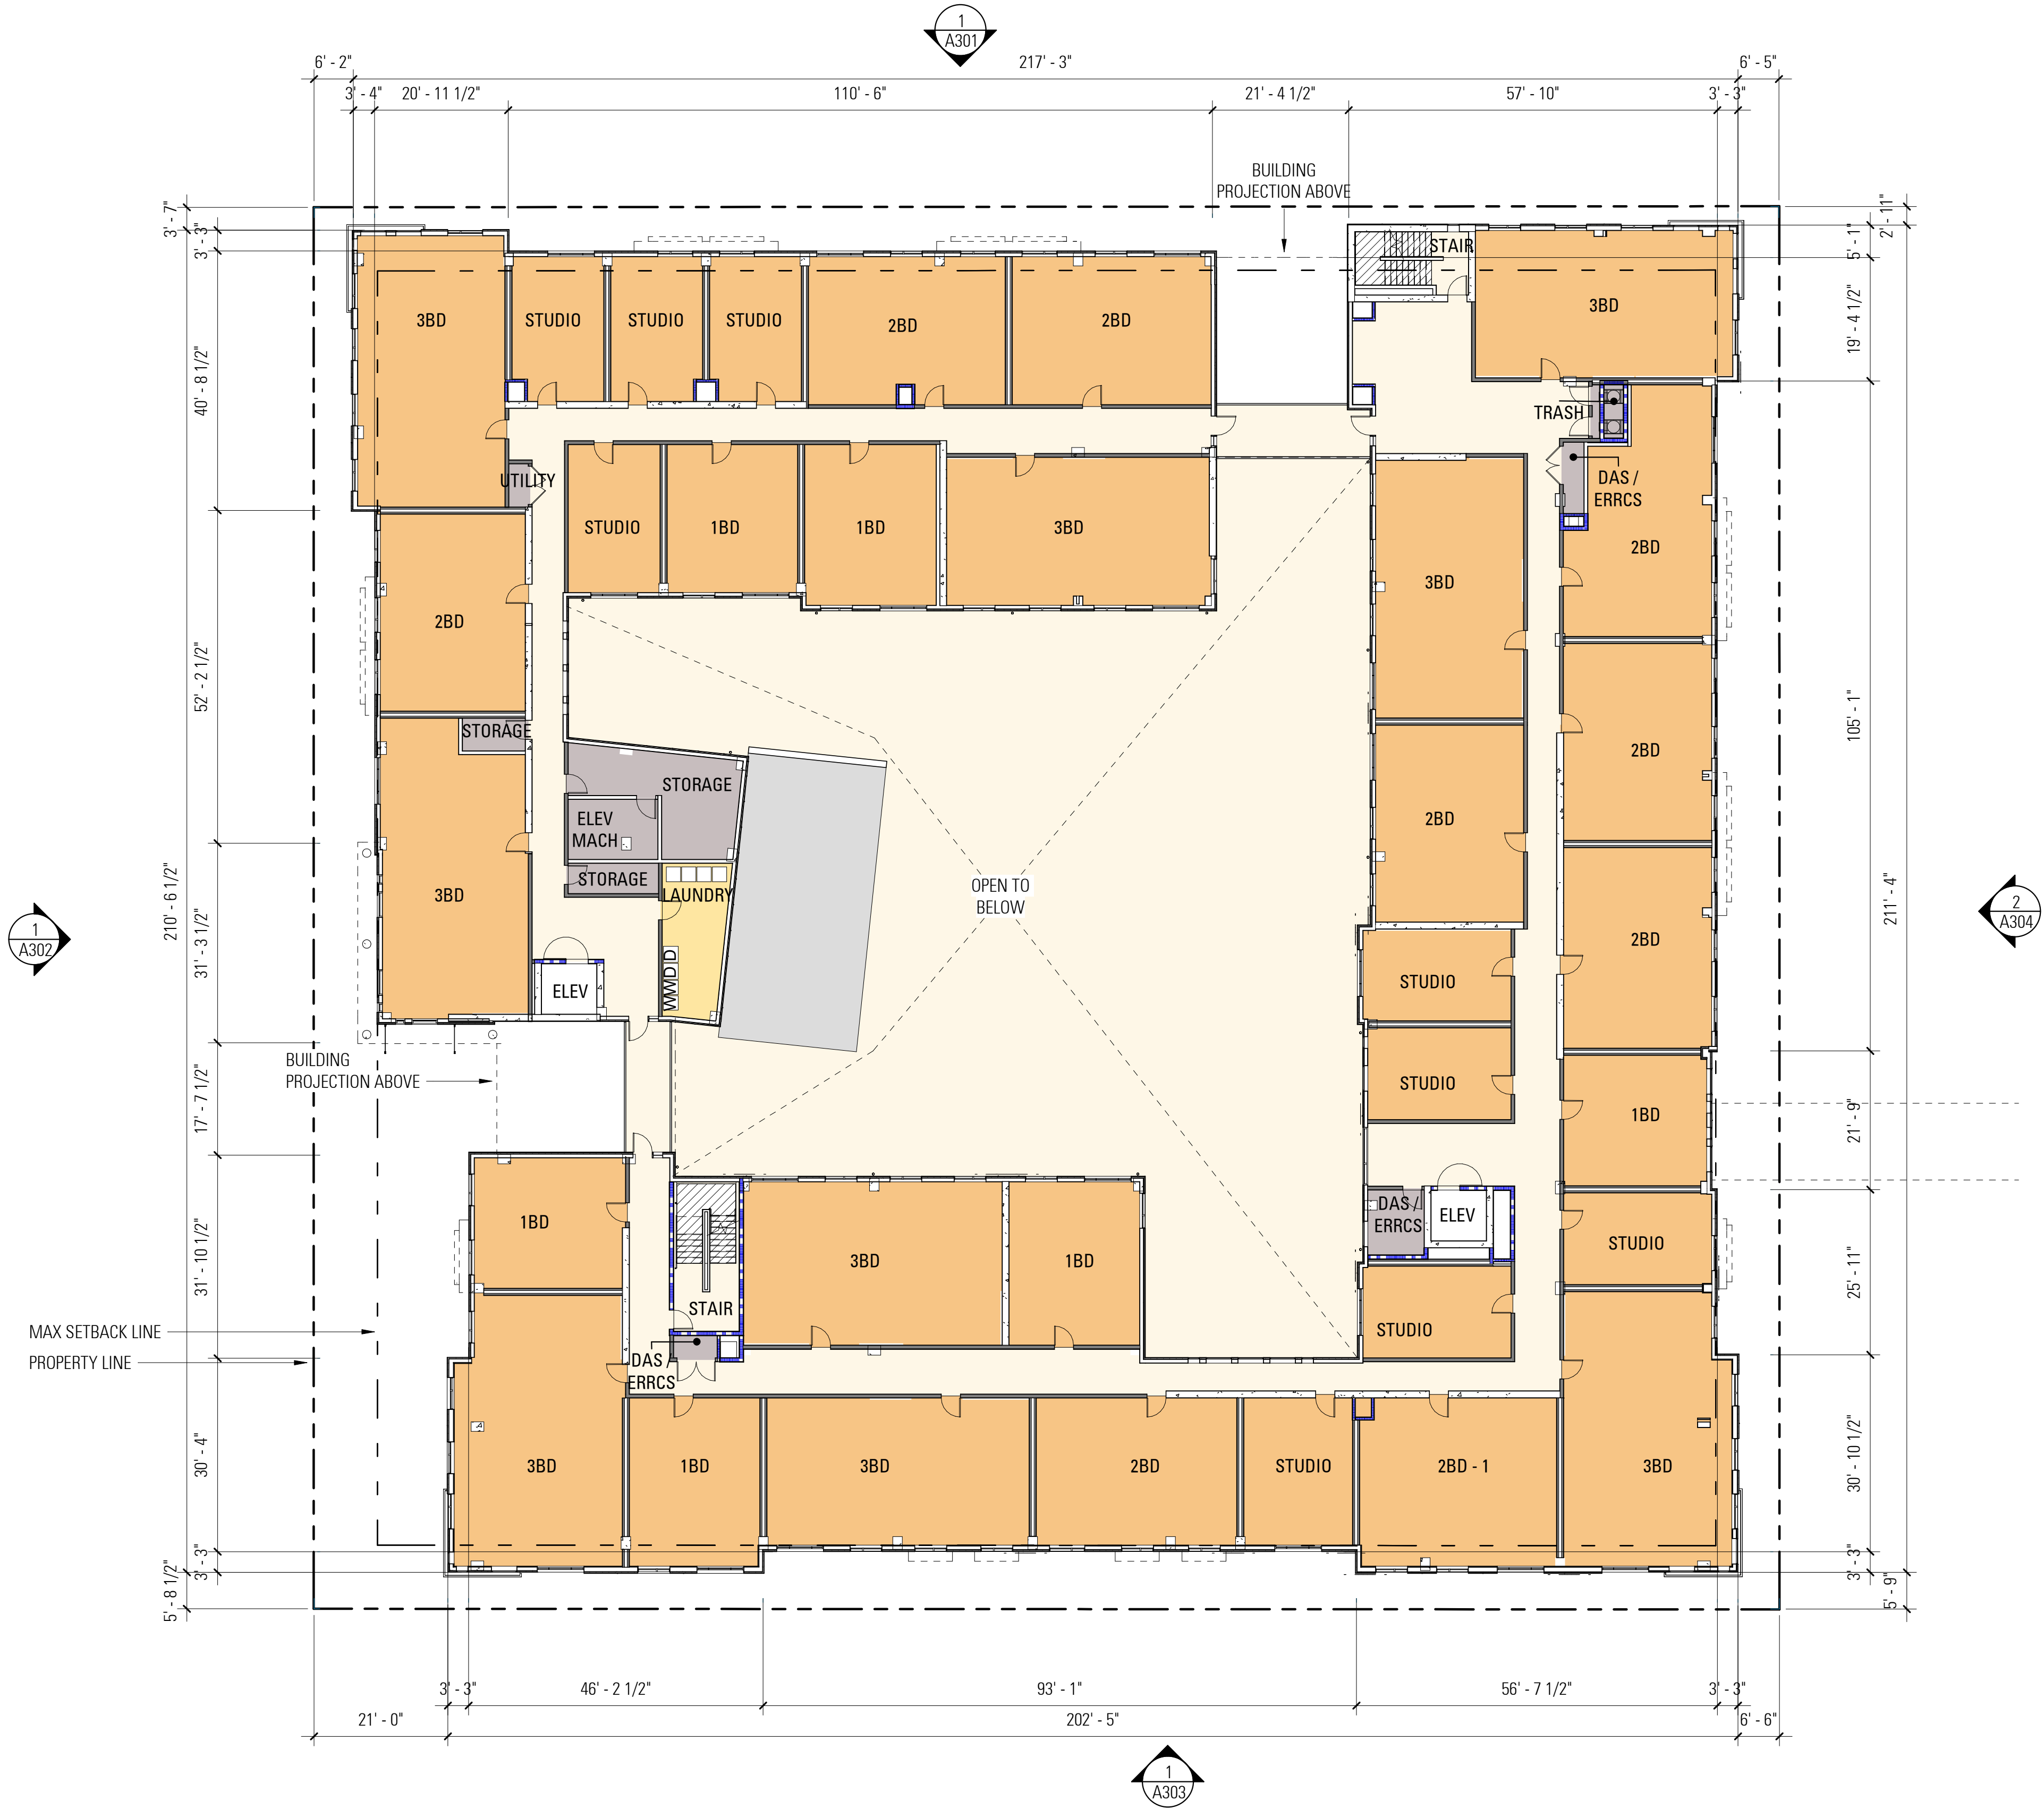 1
A301
6' - 2"
217' - 3"
6' - 5"
3' - 4"
20' - 11 1/2"
110' - 6"
21' - 4 1/2"
57' - 10"
3' - 3"
BUILDING
PROJECTION ABOVE
3' - 7"
3' - 3"
2' - 11"
5' - 1"
STAIR
3BD
STUDIO
STUDIO
STUDIO
2BD
2BD
3BD
40' - 8 1/2"
19' - 4 1/2"
TRASH
UTILITY
DAS /
ERRCS
STUDIO
1BD
1BD
3BD
3BD
2BD
2BD
52' - 2 1/2"
105' - 1"
STORAGE
STORAGE
2BD
2BD
ELEV
MACH
STORAGE
LAUNDRY
3BD
OPEN TO
BELOW
210' - 6 1/2"
211' - 4"
1
A302
2
A304
31' - 3 1/2"
2BD
WWDD
ELEV
STUDIO
BUILDING
PROJECTION ABOVE
STUDIO
17' - 7 1/2"
1BD
21' - 9"
1BD
DAS /
ERRCS
ELEV
STUDIO
31' - 10 1/2"
3BD
1BD
25' - 11"
STAIR
STUDIO
MAX SETBACK LINE
PROPERTY LINE
DAS /
ERRCS
30' - 4"
3BD
1BD
3BD
2BD
STUDIO
2BD - 1
3BD
30' - 10 1/2"
3' - 3"
3' - 3"
5' - 8 1/2"
5' - 9"
3' - 3"
46' - 2 1/2"
93' - 1"
56' - 7 1/2"
3' - 3"
21' - 0"
202' - 5"
6' - 6"
1
A303